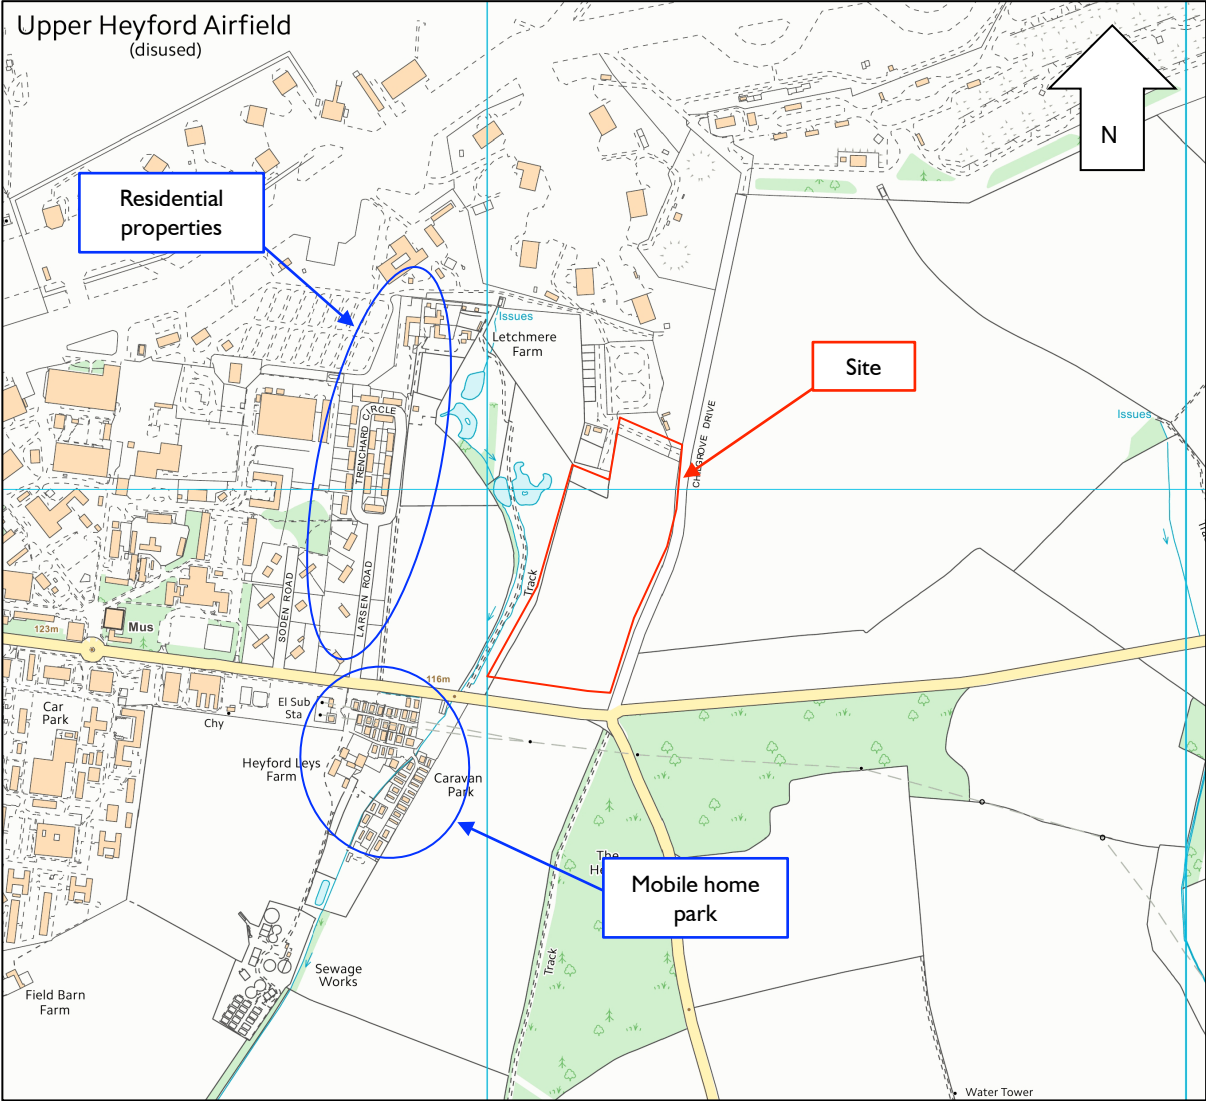 Upper Heyford Airfield
(disused)
N
Residential
properties
Issues
Letchmere
Farm
Site
CHILGROVE DRIVE
Issues
TRENCHARD CIRCLE
Track
SODEN ROAD
LARSEN ROAD
123m
Mus
116m
Car
Park
El Sub
Sta
Chy
Heyford Leys
Farm
Caravan
Park
The
Mobile home
park
Track
Sewage
Works
Field Barn
Farm
Water Tower